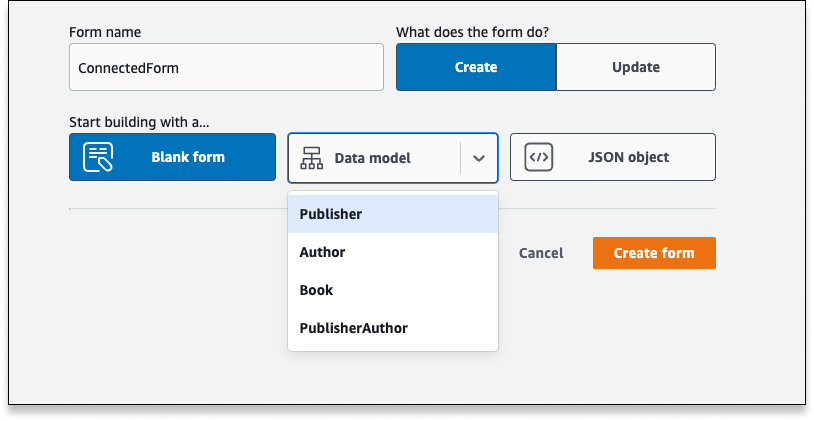 Form name
What does the form do?
ConnectedForm
Create
Update
Start building with a...
Blank form
Data model
JSON object
Publisher
Author
Book
PublisherAuthor
Cancel
Create form